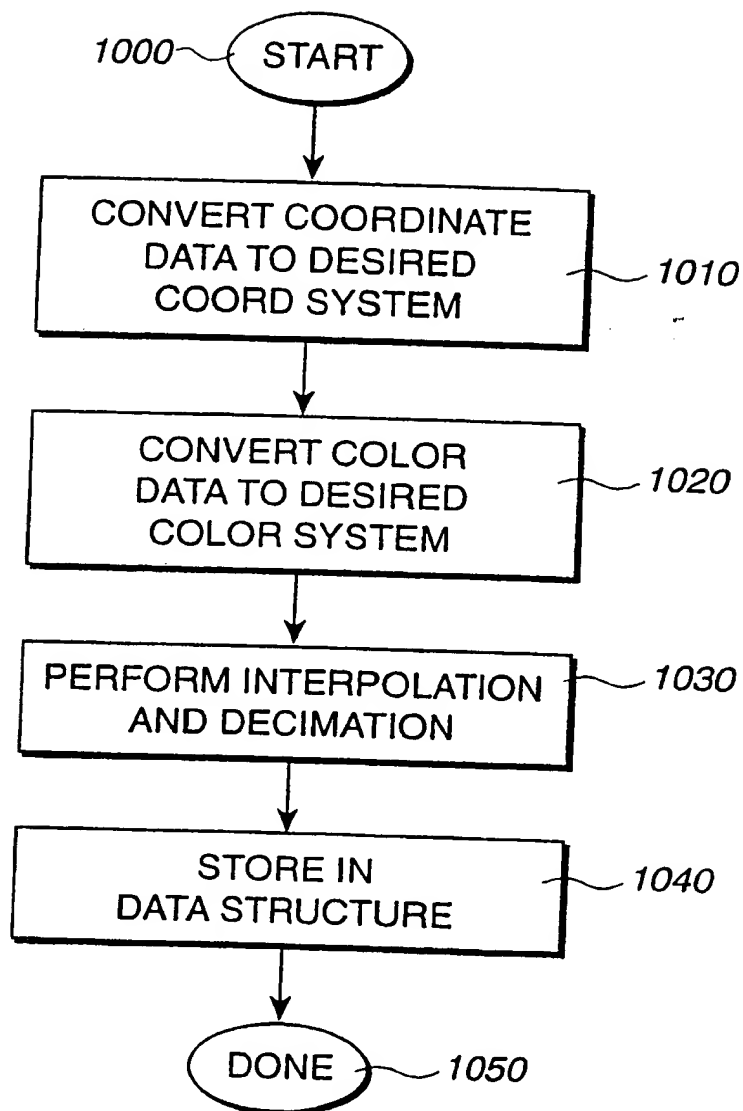 1000
START
CONVERT COORDINATE
DATA TO DESIRED
COORD SYSTEM
1010
CONVERT COLOR
DATA TO DESIRED
COLOR SYSTEM
1020
PERFORM INTERPOLATION
AND DECIMATION
1030
STORE IN
DATA STRUCTURE
1040
DONE
1050